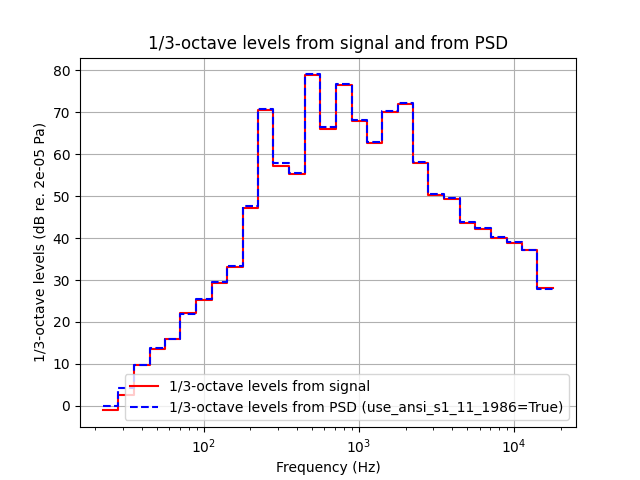 1/3-octave levels from signal and from PSD
1/3-octave levels (dB re. 2e-05 Pa)
80
70
60
50
40
30
20
10
0
1/3-octave levels from signal
1/3-octave levels from PSD (use_ansi_s1_11_1986=True)
10²
10³
10⁴
Frequency (Hz)